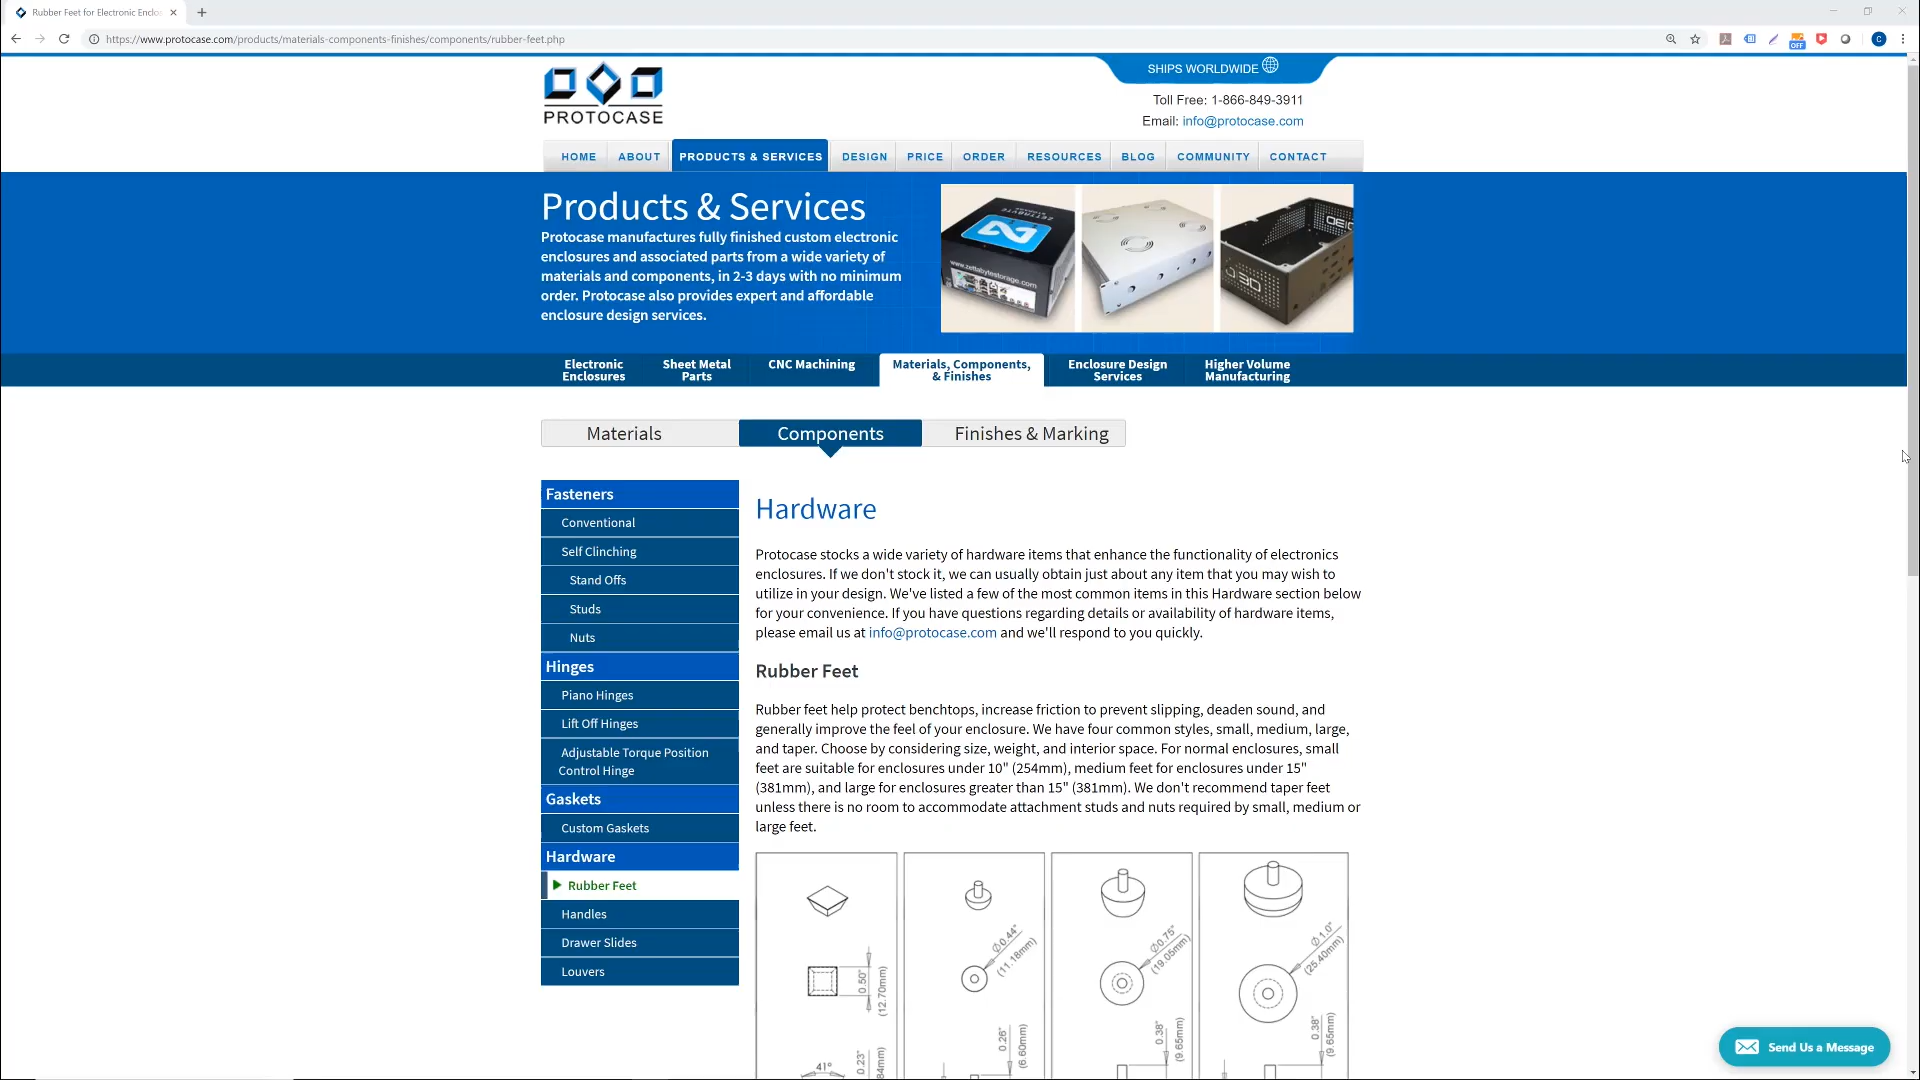 Rubber Feet for Electronic Enclo
https://www.protocase.com/products/materials-components-finishes/components/rubber-feet.php
OFF
C
PROTOCASE
SHIPS WORLDWIDE
Toll Free: 1-866-849-3911
Email: info@protocase.com
HOME ABOUT PRODUCTS & SERVICES DESIGN PRICE ORDER RESOURCES BLOG COMMUNITY CONTACT
Products & Services
Protocase manufactures fully finished custom electronic
enclosures and associated parts from a wide variety of
materials and components, in 2-3 days with no minimum
order. Protocase also provides expert and affordable
enclosure design services.
ZETTABYTE
www.zettabytestorage.com
Electronic Enclosures
Sheet Metal Parts
CNC Machining
Materials, Components, & Finishes
Enclosure Design Services
Higher Volume Manufacturing
Materials Components Finishes & Marking
Fasteners
Conventional
Self Clinching
Stand Offs
Studs
Nuts
Hinges
Piano Hinges
Lift Off Hinges
Adjustable Torque Position
Control Hinge
Gaskets
Custom Gaskets
Hardware
Rubber Feet
Handles
Drawer Slides
Louvers
Hardware
Protocase stocks a wide variety of hardware items that enhance the functionality of electronics
enclosures. If we don't stock it, we can usually obtain just about any item that you may wish to
utilize in your design. We've listed a few of the most common items in this Hardware section below
for your convenience. If you have questions regarding details or availability of hardware items,
please email us at info@protocase.com and we'll respond to you quickly.
Rubber Feet
Rubber feet help protect benchtops, increase friction to prevent slipping, deaden sound, and
generally improve the feel of your enclosure. We have four common styles, small, medium, large,
and taper. Choose by considering size, weight, and interior space. For normal enclosures, small
feet are suitable for enclosures under 10" (254mm), medium feet for enclosures under 15"
(381mm), and large for enclosures greater than 15" (381mm). We don't recommend taper feet
unless there is no room to accommodate attachment studs and nuts required by small, medium or
large feet.
0.50"
(12.70mm)
41°
0.23"
84mm)
Ø0.44"
(11.18mm)
0.26"
(6.60mm)
Ø0.75"
(19.05mm)
0.38"
(9.65mm)
Ø1.0"
(25.40mm)
0.38"
(9.65mm)
Send Us a Message